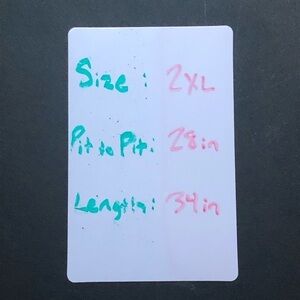 Size: 2XL
Pit to Pit: 28in
Length: 34in